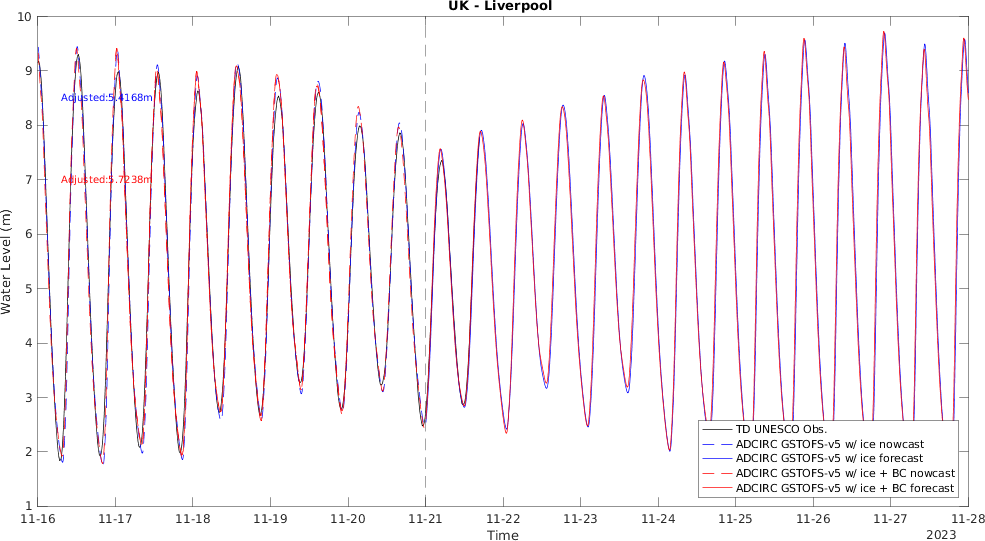 UK - Liverpool
10
9
8
7
6
5
4
3
2
1
Water Level (m)
Adjusted:5.4168m
Adjusted:5.7238m
TD UNESCO Obs.
ADCIRC GSTOFS-v5 w/ ice nowcast
ADCIRC GSTOFS-v5 w/ ice forecast
ADCIRC GSTOFS-v5 w/ ice + BC nowcast
ADCIRC GSTOFS-v5 w/ ice + BC forecast
11-16 11-17 11-18 11-19 11-20 11-21 11-22 11-23 11-24 11-25 11-26 11-27 11-28
Time
2023